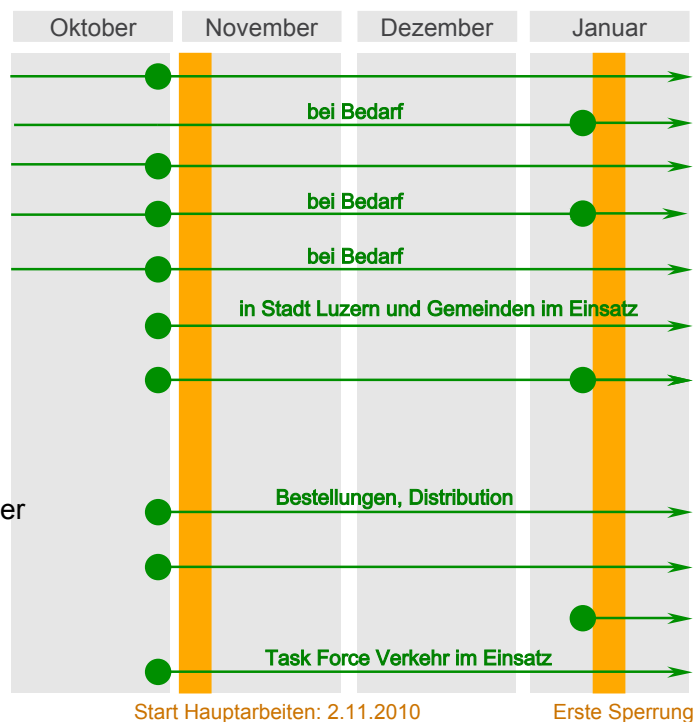 Oktober November Dezember Januar
bei Bedarf
bei Bedarf
bei Bedarf
in Stadt Luzern und Gemeinden im Einsatz
Bestellungen, Distribution
er
Task Force Verkehr im Einsatz
Start Hauptarbeiten: 2.11.2010 Erste Sperrung